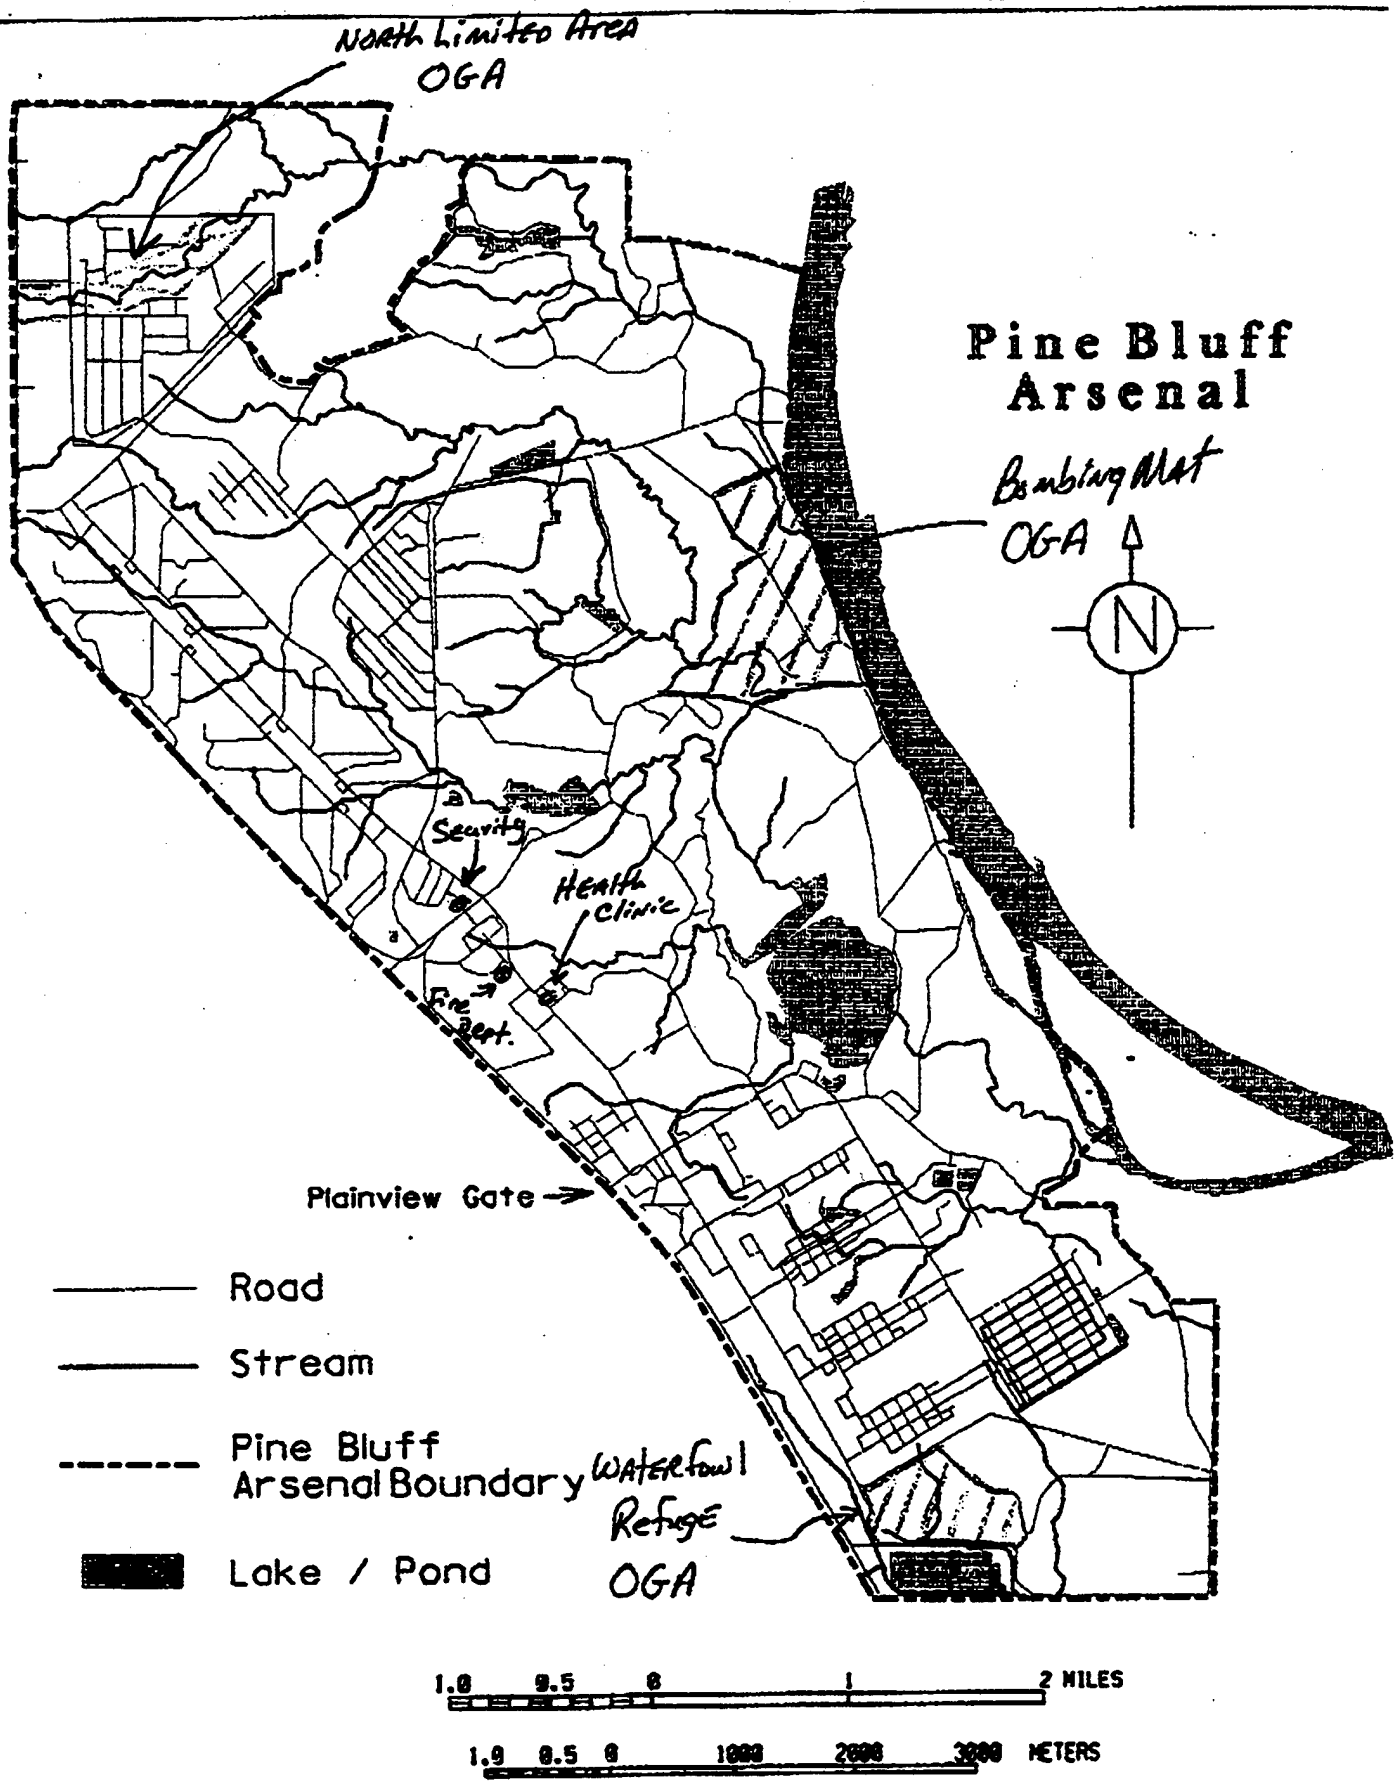 NORTH Limited Area
OGA
Pine Bluff
Arsenal
Bombing Mat
OGA
N
Security
HEAlth
Clinic
Fire
Dept.
Plainview Gate
Road
Stream
Pine Bluff
Arsenal Boundary
WATERfowl
Refuge
OGA
Lake / Pond
1.0 0.5 0 1 2 MILES
1.0 0.5 0 1000 2000 3000 METERS